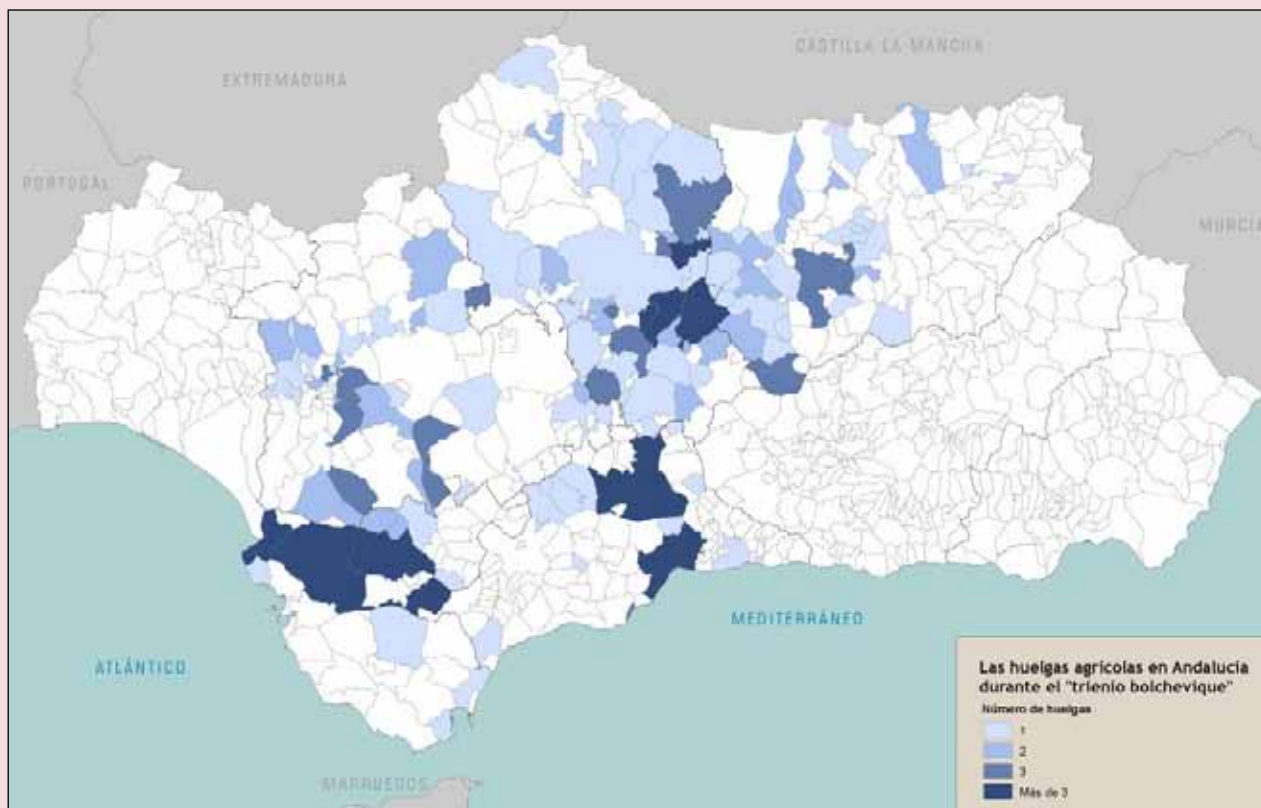 CASTILLA LA-MANCHA
EXTREMADURA
PORTUGAL
MURCIA
MEDITERRÁNEO
ATLÁNTICO
MARRUECOS
Las huelgas agrícolas en Andalucía
durante el "trienio bolchevique"
Número de huelgas
1
2
3
Más de 3